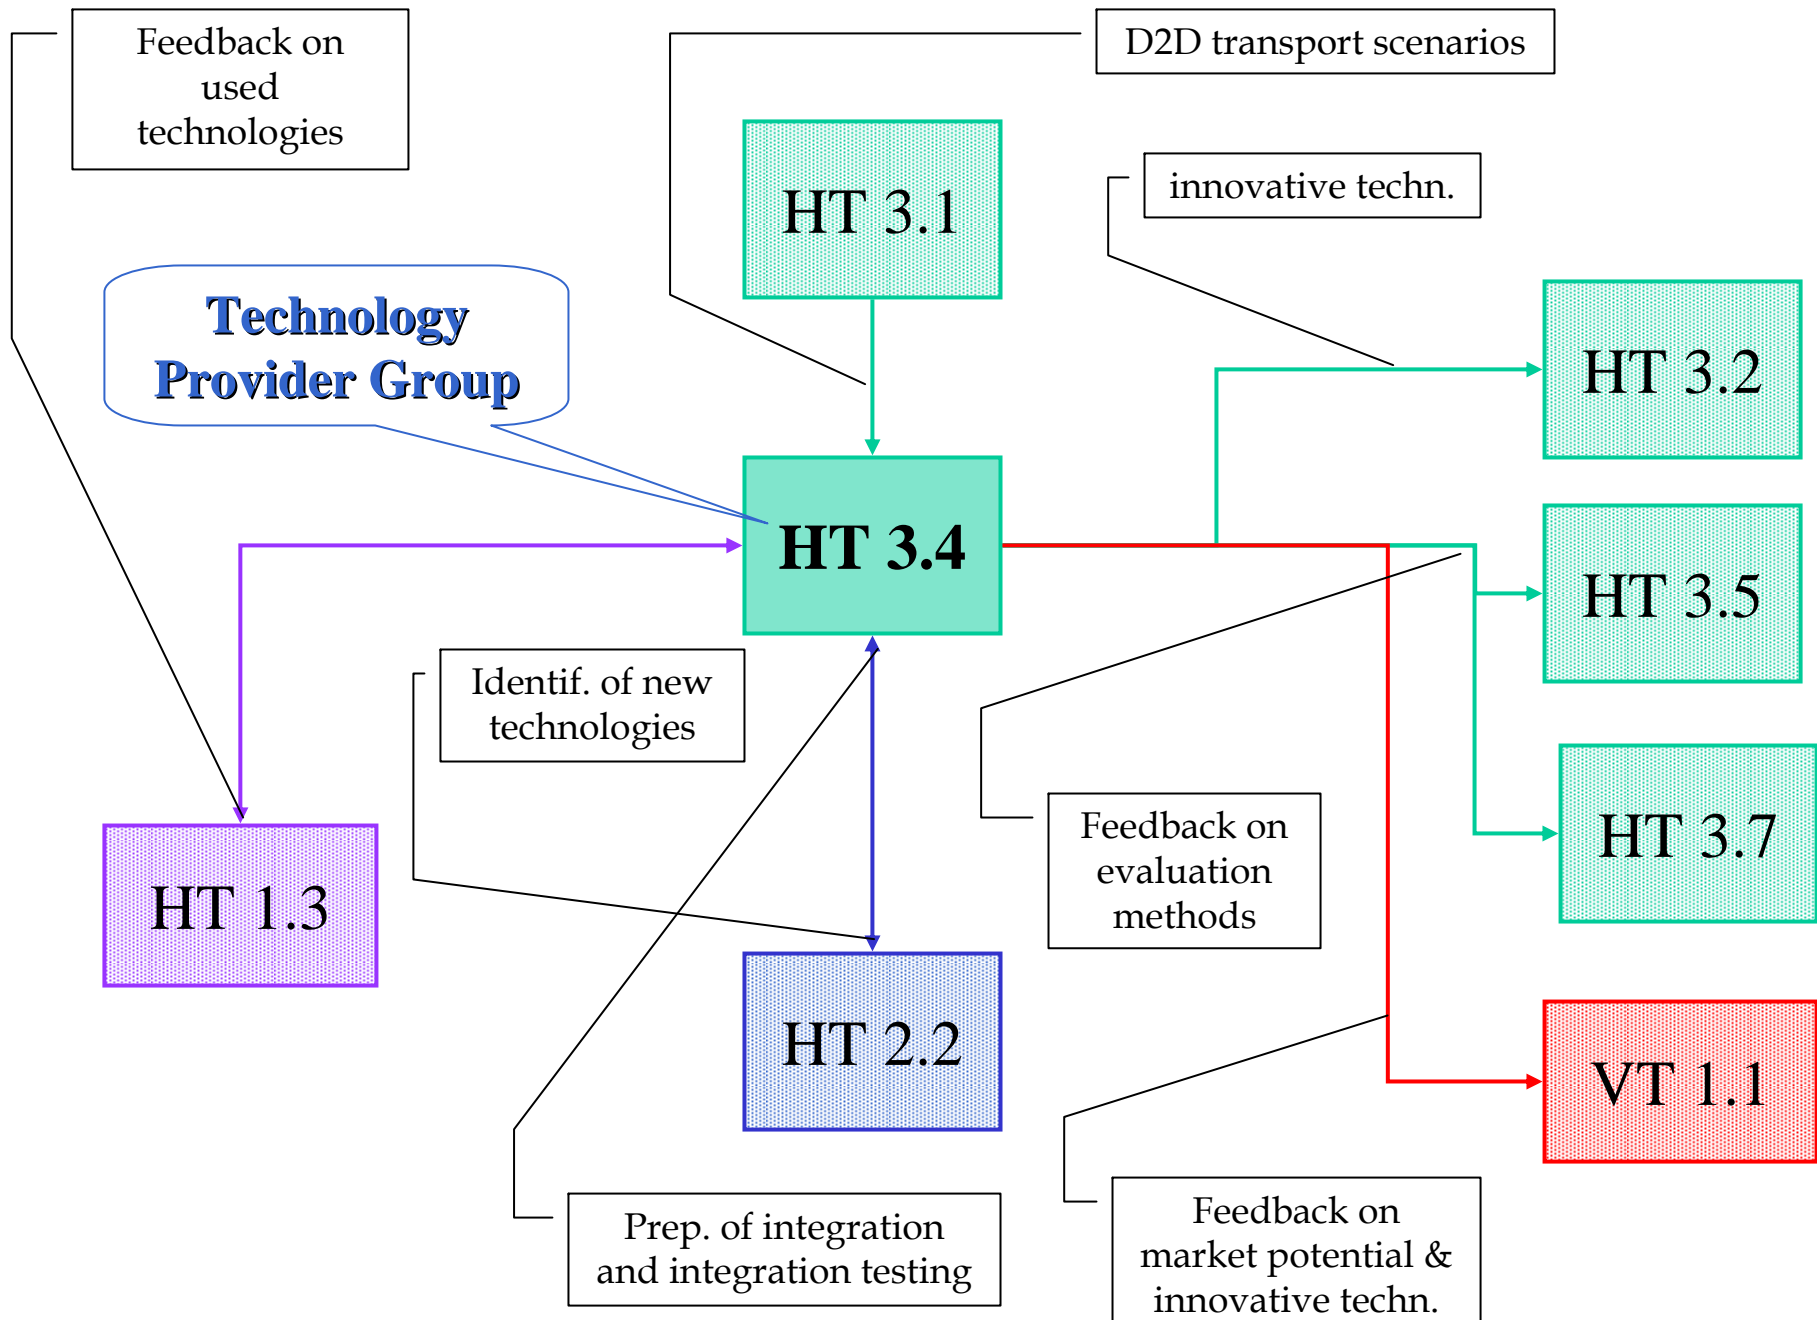 Feedback on
used
technologies
D2D transport scenarios
HT 3.1
innovative techn.
Technology
Provider Group
HT 3.2
HT 3.4
HT 3.5
Identif. of new
technologies
HT 3.7
Feedback on
evaluation
methods
HT 1.3
HT 2.2
VT 1.1
Prep. of integration
and integration testing
Feedback on
market potential &
innovative techn.